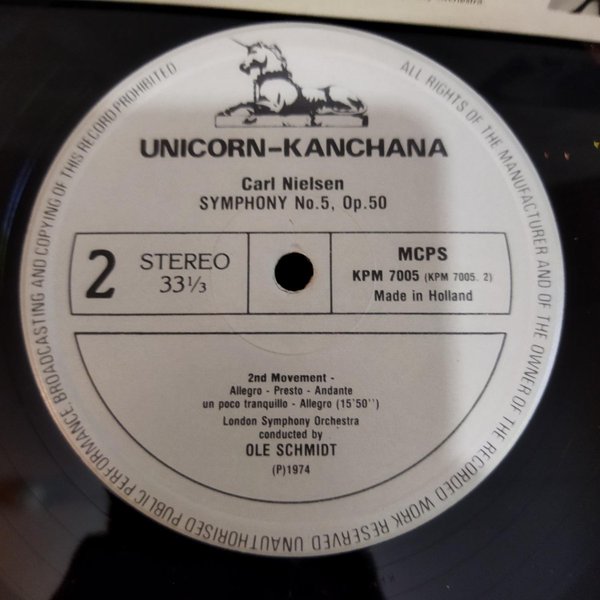 UNICORN-KANCHANA
Carl Nielsen
SYMPHONY No.5, Op.50
2
STEREO
33⅓
MCPS
KPM 7005 (KPM 7005. 2)
Made in Holland
2nd Movement -
Allegro - Presto - Andante
un poco tranquillo - Allegro (15'50'')
London Symphony Orchestra
conducted by
OLE SCHMIDT
(P)1974
ALL RIGHTS OF THE MANUFACTURER AND OF THE OWNER OF THE RECORDED WORK RESERVED UNAUTHORISED PUBLIC PERFORMANCE, BROADCASTING AND COPYING OF THIS RECORD PROHIBITED